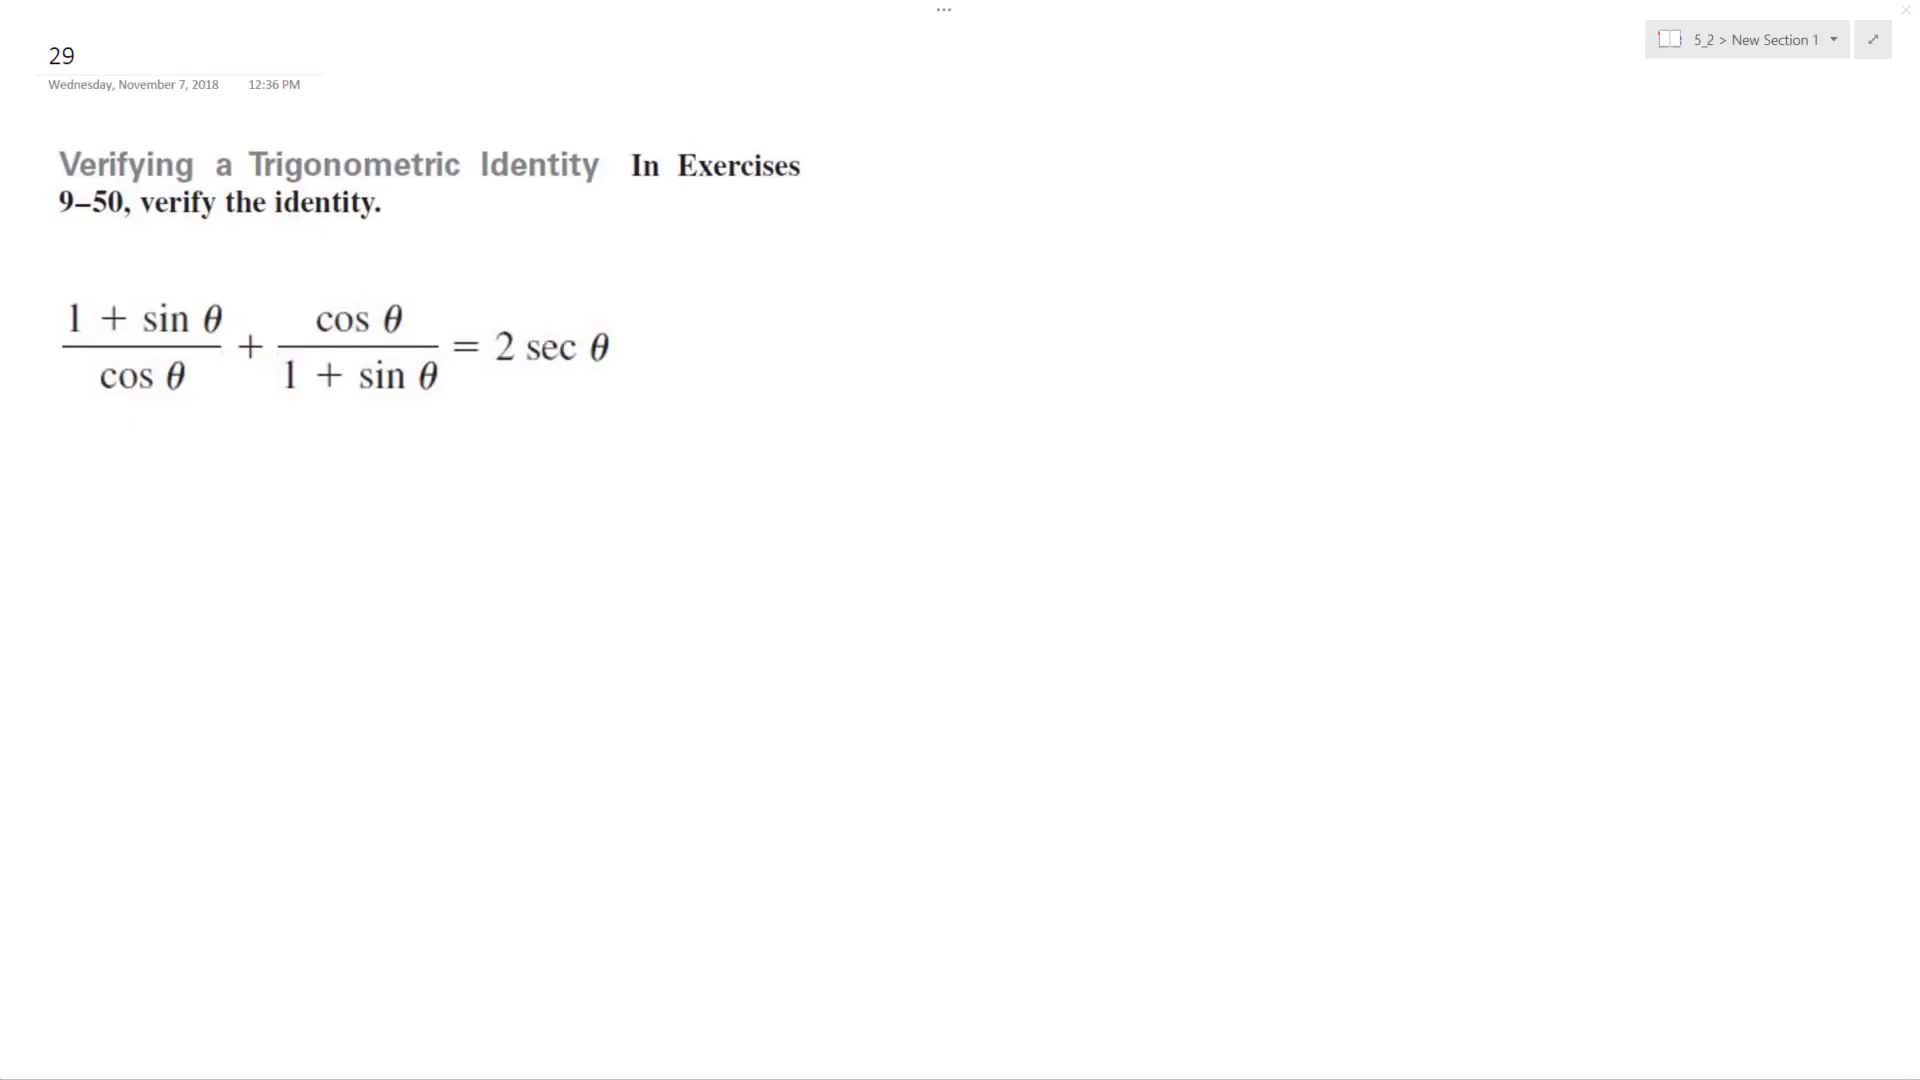 29
Wednesday, November 7, 2018 12:36 PM
5_2 > New Section 1
Verifying a Trigonometric Identity In Exercises
9–50, verify the identity.
1 + sin θ / cos θ + cos θ / 1 + sin θ = 2 sec θ